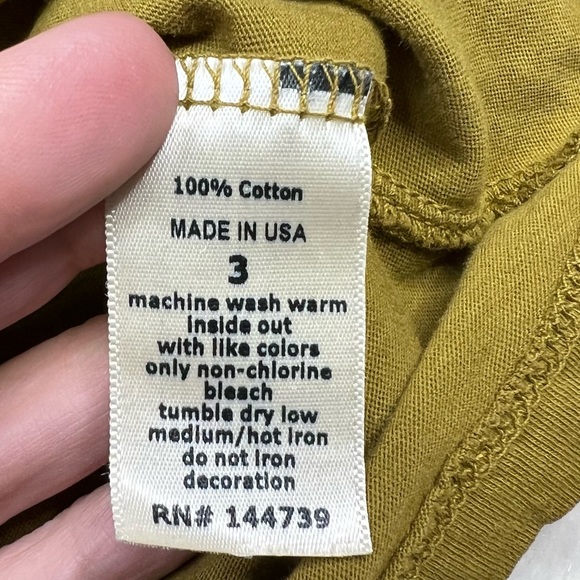 100% Cotton
MADE IN USA
3
machine wash warm
inside out
with like colors
only non-chlorine
bleach
tumble dry low
medium/hot iron
do not iron
decoration
RN# 144739